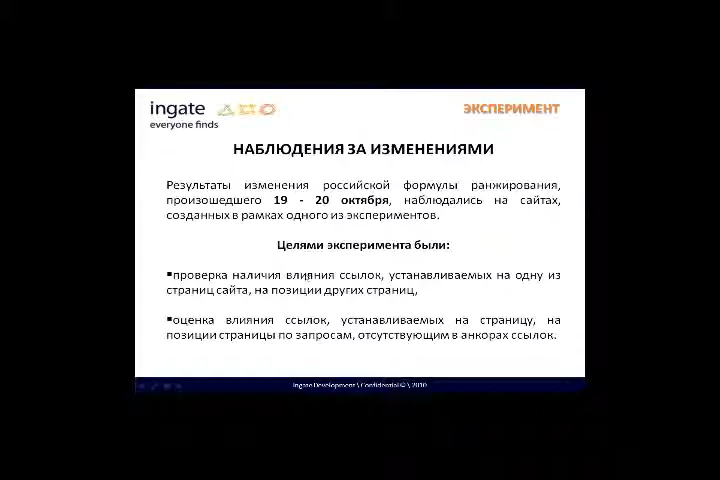 ingate
everyone finds
ЭКСПЕРИМЕНТ
НАБЛЮДЕНИЯ ЗА ИЗМЕНЕНИЯМИ
Результаты изменения российской формулы ранжирования,
произошедшего 19 - 20 октября, наблюдались на сайтах,
созданных в рамках одного из экспериментов.
Целями эксперимента были:
▪проверка наличия влияния ссылок, устанавливаемых на одну из
страниц сайта, на позиции других страниц,
▪оценка влияния ссылок, устанавливаемых на страницу, на
позиции страницы по запросам, отсутствующим в анкорах ссылок.
Ingate Development \ Confidential © \ 2010